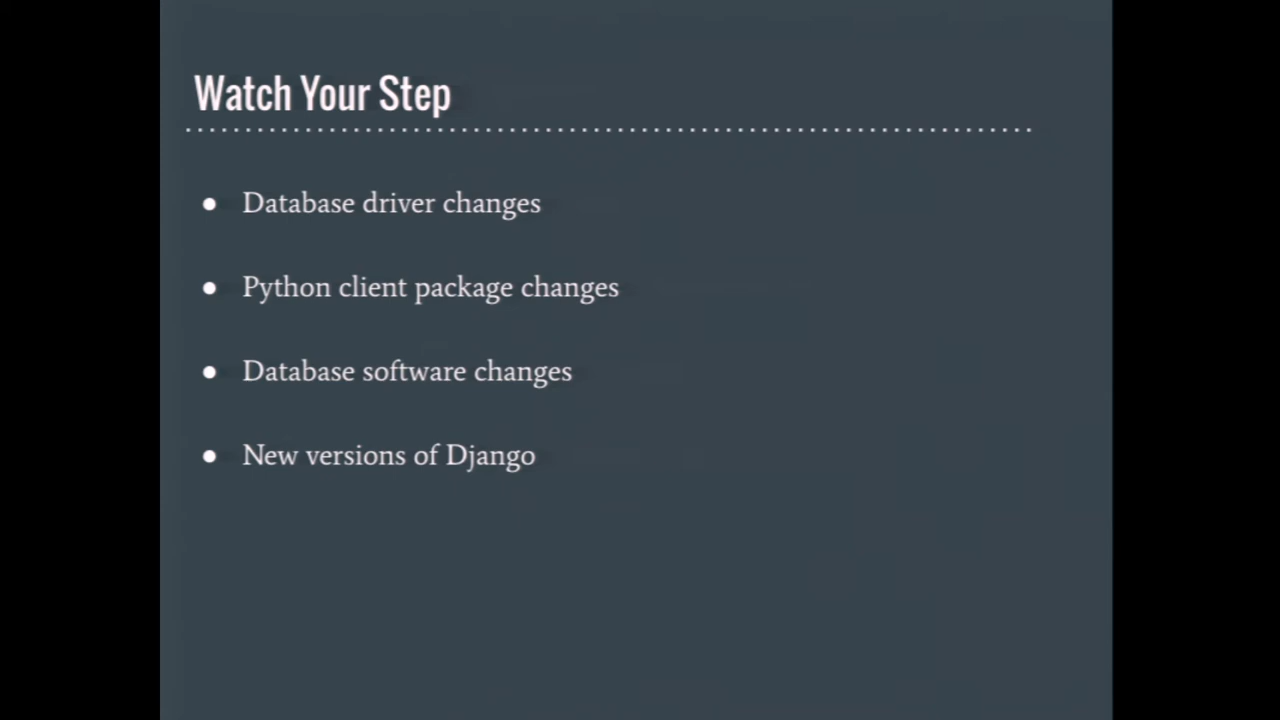 Watch Your Step
● Database driver changes
● Python client package changes
● Database software changes
● New versions of Django